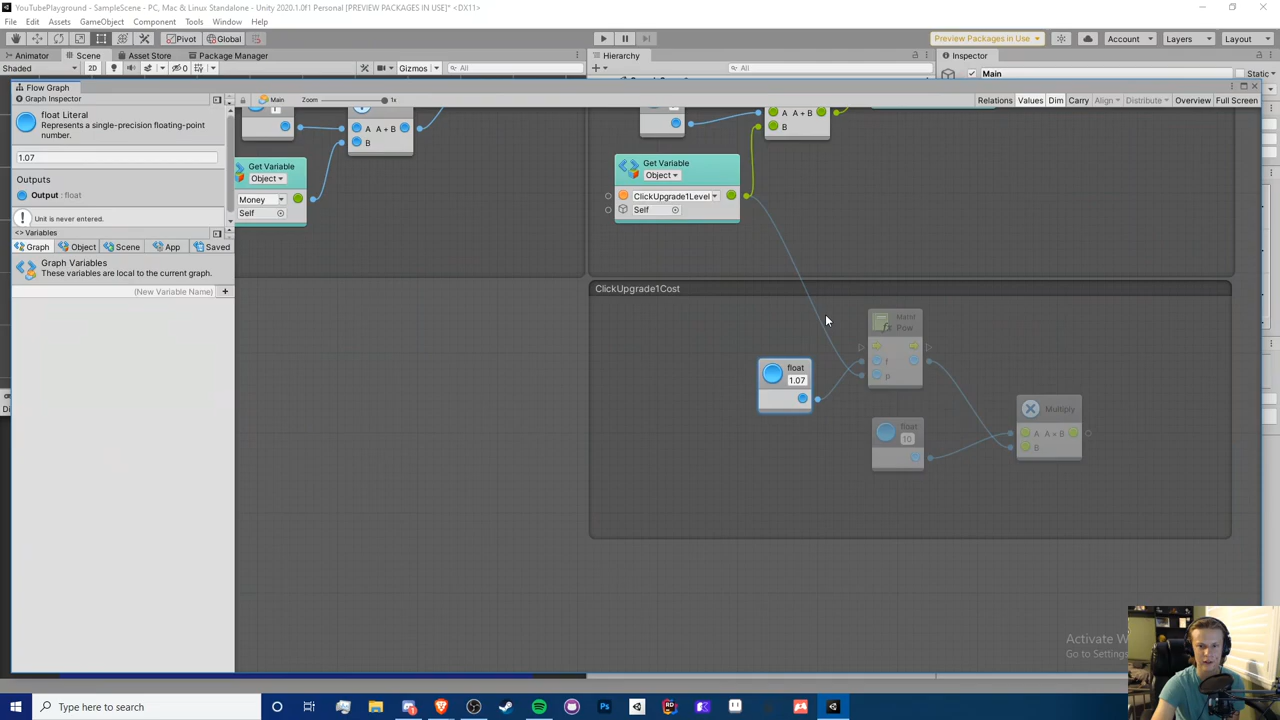 YouTubePlayground - SampleScene - PC, Mac & Linux Standalone - Unity 2020.1.0f1 Personal [PREVIEW PACKAGES IN USE]* <DX11>
File Edit Assets GameObject Component Tools Window Help
Pivot Global Preview Packages in Use Account Layers Layout
Animator Scene Asset Store Package Manager Hierarchy Inspector
Shaded 2D 0 Gizmos All All Main Static
Flow Graph
Graph Inspector Main Zoom 1x Relations Values Dim Carry Align Distribute Overview Full Screen
float Literal
Represents a single-precision floating-point
number.
1.07
Outputs
Output : float
Unit is never entered.
Variables
Graph Object Scene App Saved
Graph Variables
These variables are local to the current graph.
(New Variable Name) +
A A + B
B
Get Variable
Object
Money
Self
A A + B
B
Get Variable
Object
ClickUpgrade1Level
Self
ClickUpgrade1Cost
float
1.07
Mathf
Pow
f
p
float
10
Multiply
A A × B
B
Activate W
Go to Settings
Type here to search